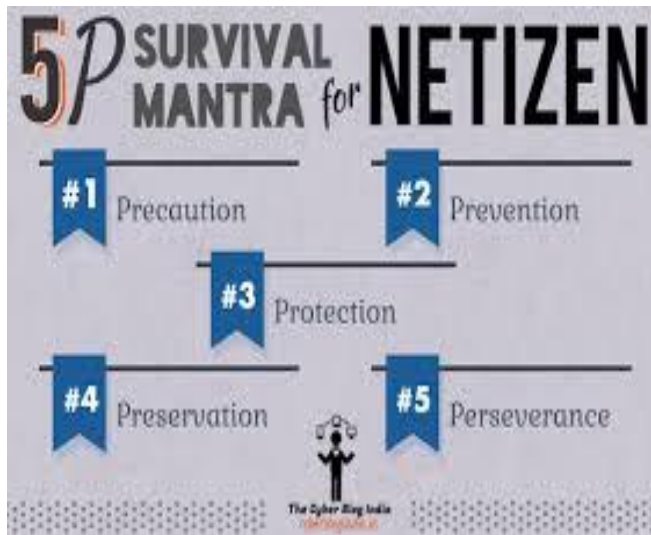 5P SURVIVAL MANTRA for NETIZEN
#1 Precaution
#2 Prevention
#3 Protection
#4 Preservation
#5 Perseverance
The Cyber Blog India